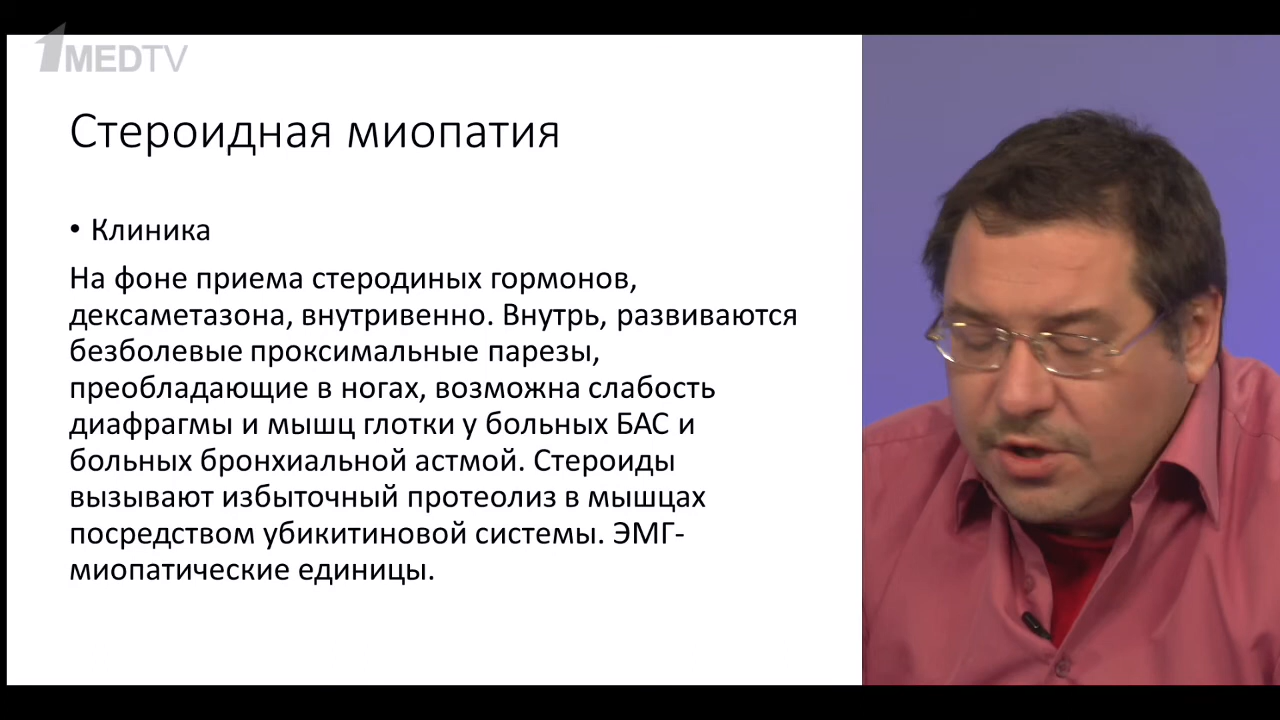 1MEDTV
Стероидная миопатия
• Клиника
На фоне приема стеродиных гормонов,
дексаметазона, внутривенно. Внутрь, развиваются
безболевые проксимальные парезы,
преобладающие в ногах, возможна слабость
диафрагмы и мышц глотки у больных БАС и
больных бронхиальной астмой. Стероиды
вызывают избыточный протеолиз в мышцах
посредством убикитиновой системы. ЭМГ-
миопатические единицы.